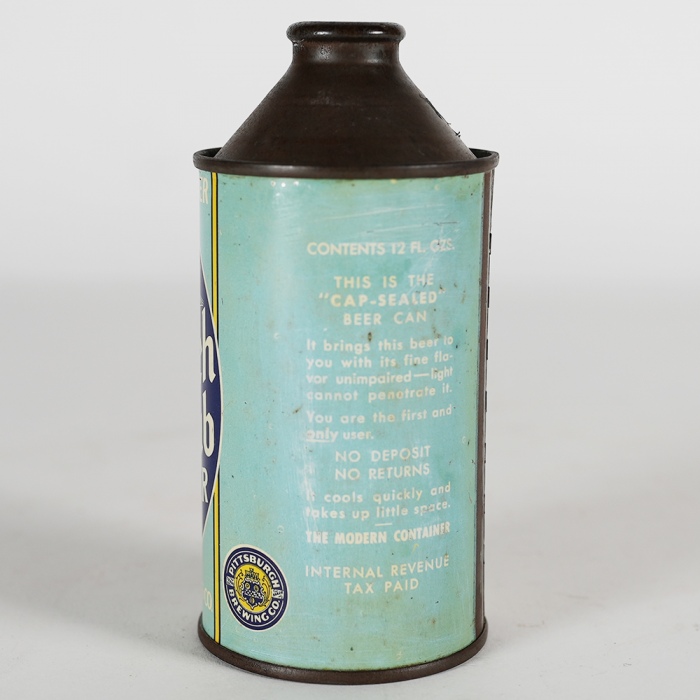 ER
h
b
R
CO
CONTENTS 12 FL. OZS.
THIS IS THE
"CAP-SEALED"
BEER CAN
It brings this beer to
you with its fine fla-
vor unimpaired—light
cannot penetrate it.
You are the first and
only user.
NO DEPOSIT
NO RETURNS
It cools quickly and
takes up little space.
THE MODERN CONTAINER
INTERNAL REVENUE
TAX PAID
PITTSBURGH
BREWING CO.